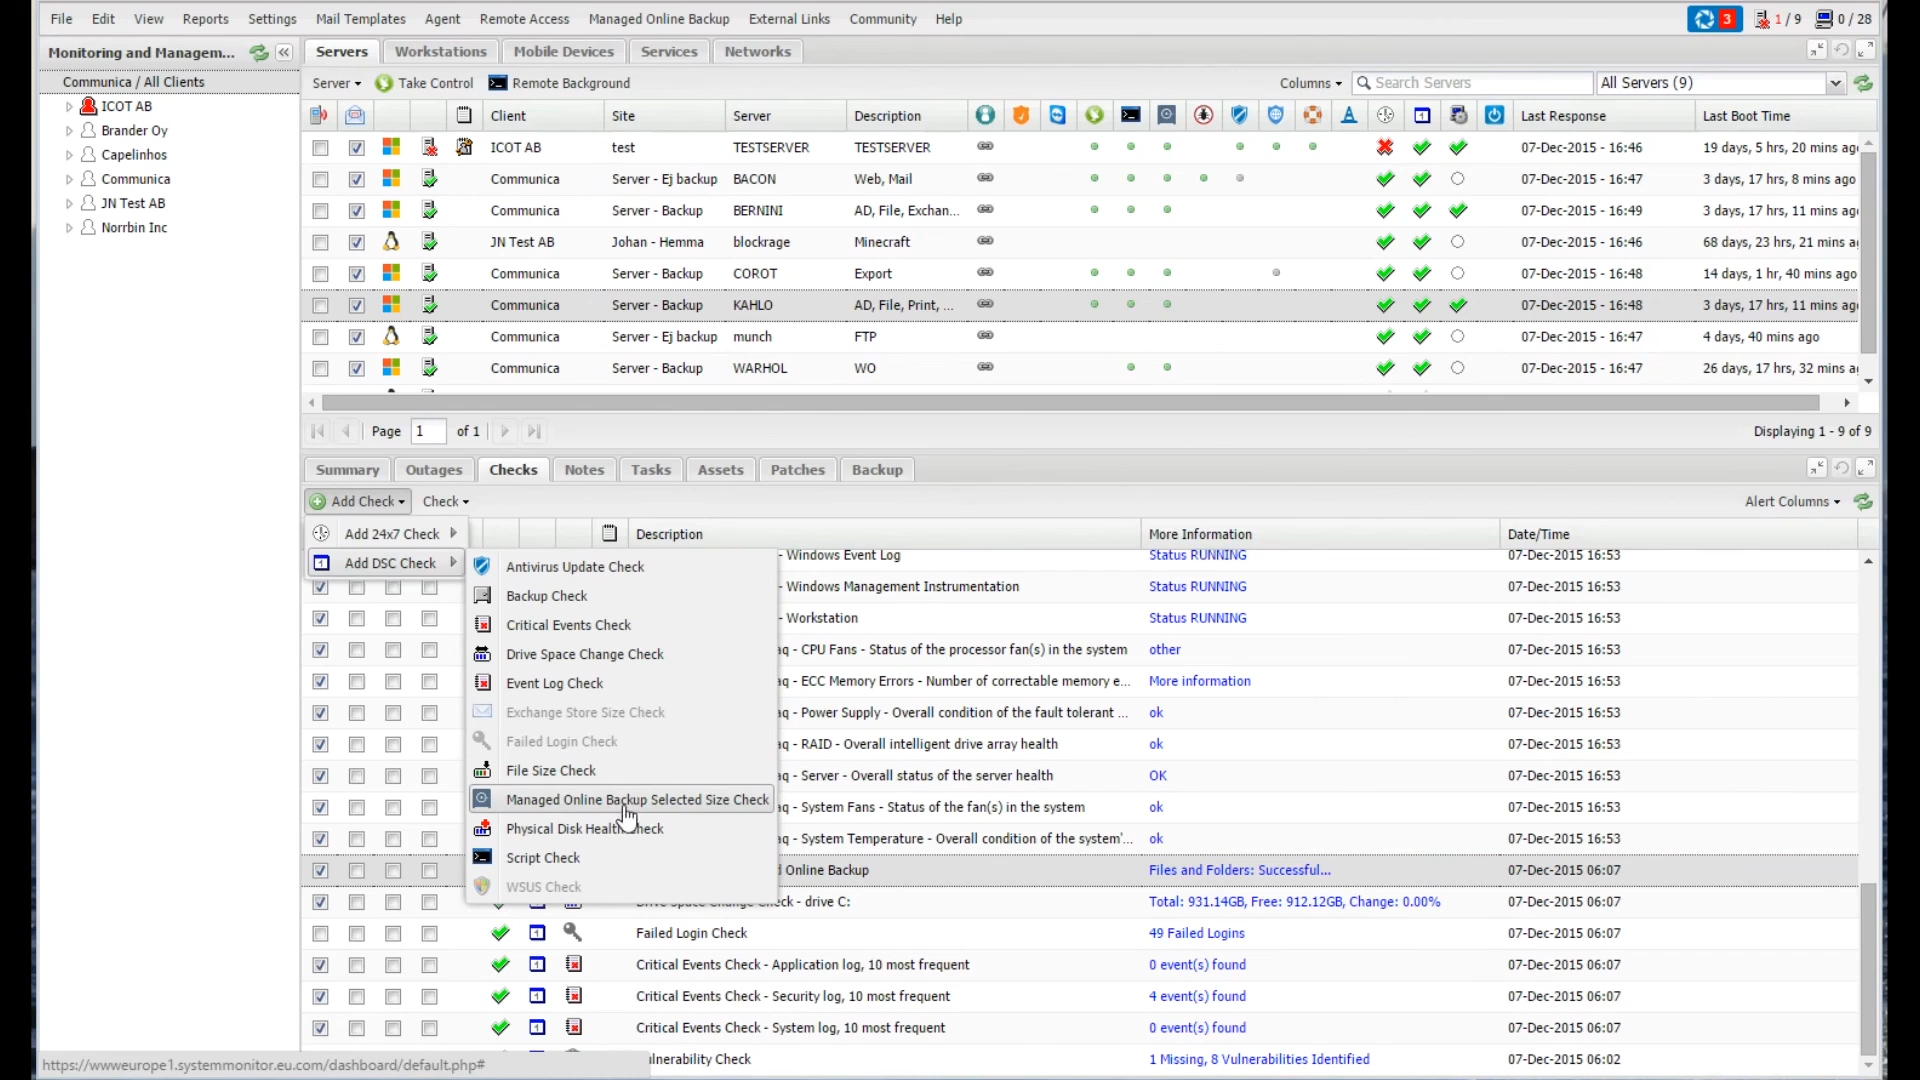 File Edit View Reports Settings Mail Templates Agent Remote Access Managed Online Backup External Links Community Help 3 1 / 9 0 / 28
Monitoring and Managem... Servers Workstations Mobile Devices Services Networks
Communica / All Clients
Server Take Control Remote Background Columns Search Servers All Servers (9)
ICOT AB
Brander Oy
Capelinhos
Communica
JN Test AB
Norrbin Inc
Client Site Server Description Last Response Last Boot Time
ICOT AB test TESTSERVER TESTSERVER 07-Dec-2015 - 16:46 19 days, 5 hrs, 20 mins ago
Communica Server - Ej backup BACON Web, Mail 07-Dec-2015 - 16:47 3 days, 17 hrs, 8 mins ago
Communica Server - Backup BERNINI AD, File, Exchan... 07-Dec-2015 - 16:49 3 days, 17 hrs, 11 mins ag
JN Test AB Johan - Hemma blockrage Minecraft 07-Dec-2015 - 16:46 68 days, 23 hrs, 21 mins a
Communica Server - Backup COROT Export 07-Dec-2015 - 16:48 14 days, 1 hr, 40 mins ago
Communica Server - Backup KAHLO AD, File, Print, ... 07-Dec-2015 - 16:48 3 days, 17 hrs, 11 mins ag
Communica Server - Ej backup munch FTP 07-Dec-2015 - 16:47 4 days, 40 mins ago
Communica Server - Backup WARHOL WO 07-Dec-2015 - 16:47 26 days, 17 hrs, 32 mins a
Page 1 of 1 Displaying 1 - 9 of 9
Summary Outages Checks Notes Tasks Assets Patches Backup
Add Check Check Alert Columns
Add 24x7 Check
Add DSC Check
Description More Information Date/Time
Antivirus Update Check
Backup Check
Critical Events Check
Drive Space Change Check
Event Log Check
Exchange Store Size Check
Failed Login Check
File Size Check
Managed Online Backup Selected Size Check
Physical Disk Health Check
Script Check
WSUS Check
- Windows Event Log Status RUNNING 07-Dec-2015 16:53
- Windows Management Instrumentation Status RUNNING 07-Dec-2015 16:53
- Workstation Status RUNNING 07-Dec-2015 16:53
aq - CPU Fans - Status of the processor fan(s) in the system other 07-Dec-2015 16:53
aq - ECC Memory Errors - Number of correctable memory e... More information 07-Dec-2015 16:53
aq - Power Supply - Overall condition of the fault tolerant ... ok 07-Dec-2015 16:53
aq - RAID - Overall intelligent drive array health ok 07-Dec-2015 16:53
aq - Server - Overall status of the server health OK 07-Dec-2015 16:53
aq - System Fans - Status of the fan(s) in the system ok 07-Dec-2015 16:53
aq - System Temperature - Overall condition of the system'... ok 07-Dec-2015 16:53
d Online Backup Files and Folders: Successful... 07-Dec-2015 06:07
Drive Space Change Check - drive C: Total: 931.14GB, Free: 912.12GB, Change: 0.00% 07-Dec-2015 06:07
Failed Login Check 49 Failed Logins 07-Dec-2015 06:07
Critical Events Check - Application log, 10 most frequent 0 event(s) found 07-Dec-2015 06:07
Critical Events Check - Security log, 10 most frequent 4 event(s) found 07-Dec-2015 06:07
Critical Events Check - System log, 10 most frequent 0 event(s) found 07-Dec-2015 06:07
ulnerability Check 1 Missing, 8 Vulnerabilities Identified 07-Dec-2015 06:02
https://wwweurope1.systemmonitor.eu.com/dashboard/default.php#